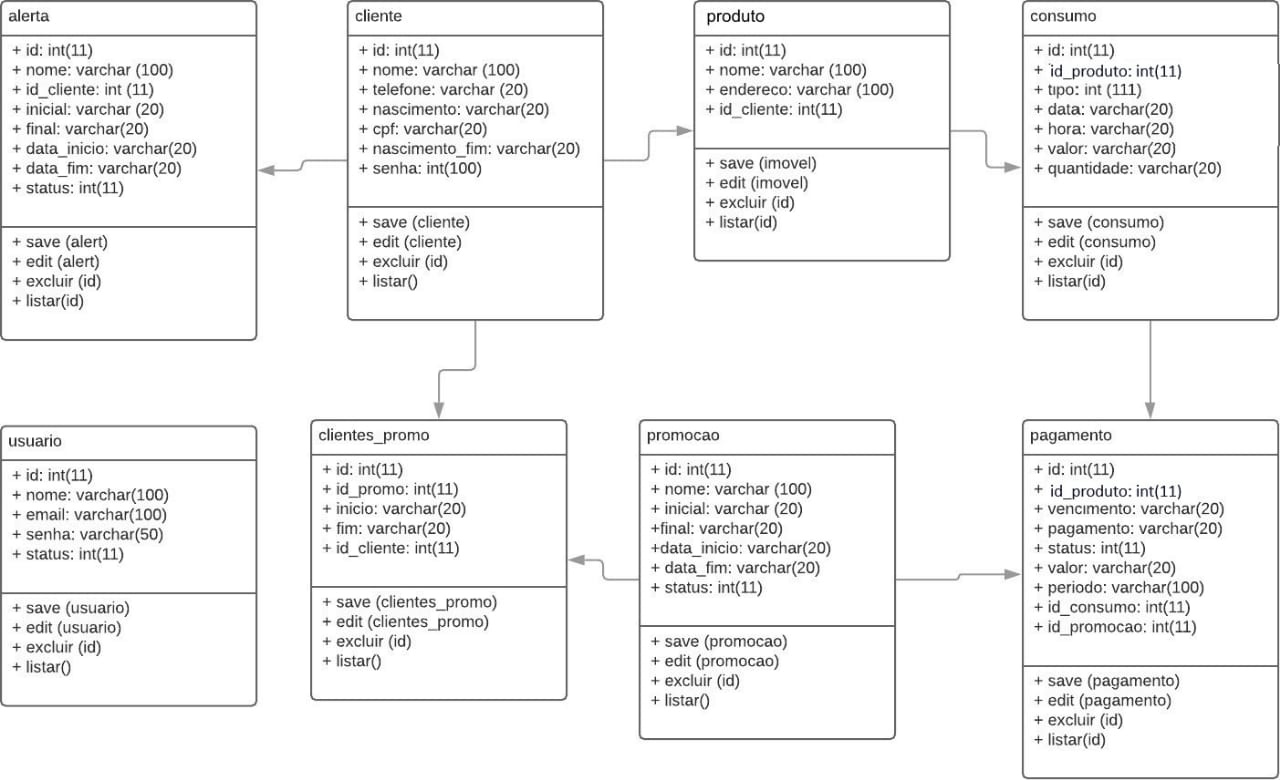 alerta
+ id: int(11)
+ nome: varchar (100)
+ id_cliente: int (11)
+ inicial: varchar (20)
+ final: varchar(20)
+ data_inicio: varchar(20)
+ data_fim: varchar(20)
+ status: int(11)
+ save (alert)
+ edit (alert)
+ excluir (id)
+ listar(id)
cliente
+ id: int(11)
+ nome: varchar (100)
+ telefone: varchar (20)
+ nascimento: varchar(20)
+ cpf: varchar(20)
+ nascimento_fim: varchar(20)
+ senha: int(100)
+ save (cliente)
+ edit (cliente)
+ excluir (id)
+ listar()
produto
+ id: int(11)
+ nome: varchar (100)
+ endereco: varchar (100)
+ id_cliente: int(11)
+ save (imovel)
+ edit (imovel)
+ excluir (id)
+ listar(id)
consumo
+ id: int(11)
+ id_produto: int(11)
+ tipo: int (111)
+ data: varchar(20)
+ hora: varchar(20)
+ valor: varchar(20)
+ quantidade: varchar(20)
+ save (consumo)
+ edit (consumo)
+ excluir (id)
+ listar(id)
usuario
+ id: int(11)
+ nome: varchar(100)
+ email: varchar(100)
+ senha: varchar(50)
+ status: int(11)
+ save (usuario)
+ edit (usuario)
+ excluir (id)
+ listar()
clientes_promo
+ id: int(11)
+ id_promo: int(11)
+ inicio: varchar(20)
+ fim: varchar(20)
+ id_cliente: int(11)
+ save (clientes_promo)
+ edit (clientes_promo)
+ excluir (id)
+ listar()
promocao
+ id: int(11)
+ nome: varchar (100)
+ inicial: varchar (20)
+final: varchar(20)
+data_inicio: varchar(20)
+ data_fim: varchar(20)
+ status: int(11)
+ save (promocao)
+ edit (promocao)
+ excluir (id)
+ listar()
pagamento
+ id: int(11)
+ id_produto: int(11)
+ vencimento: varchar(20)
+ pagamento: varchar(20)
+ status: int(11)
+ valor: varchar(20)
+ periodo: varchar(100)
+ id_consumo: int(11)
+ id_promocao: int(11)
+ save (pagamento)
+ edit (pagamento)
+ excluir (id)
+ listar(id)